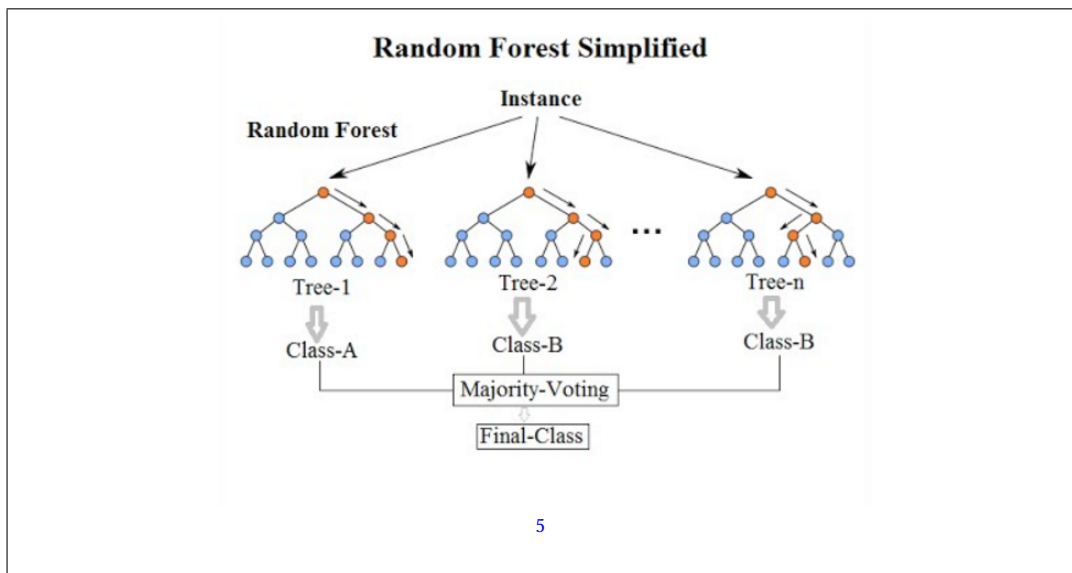 Random Forest Simplified
Instance
Random Forest
...
Tree-1
Tree-2
Tree-n
Class-A
Class-B
Class-B
Majority-Voting
Final-Class
5